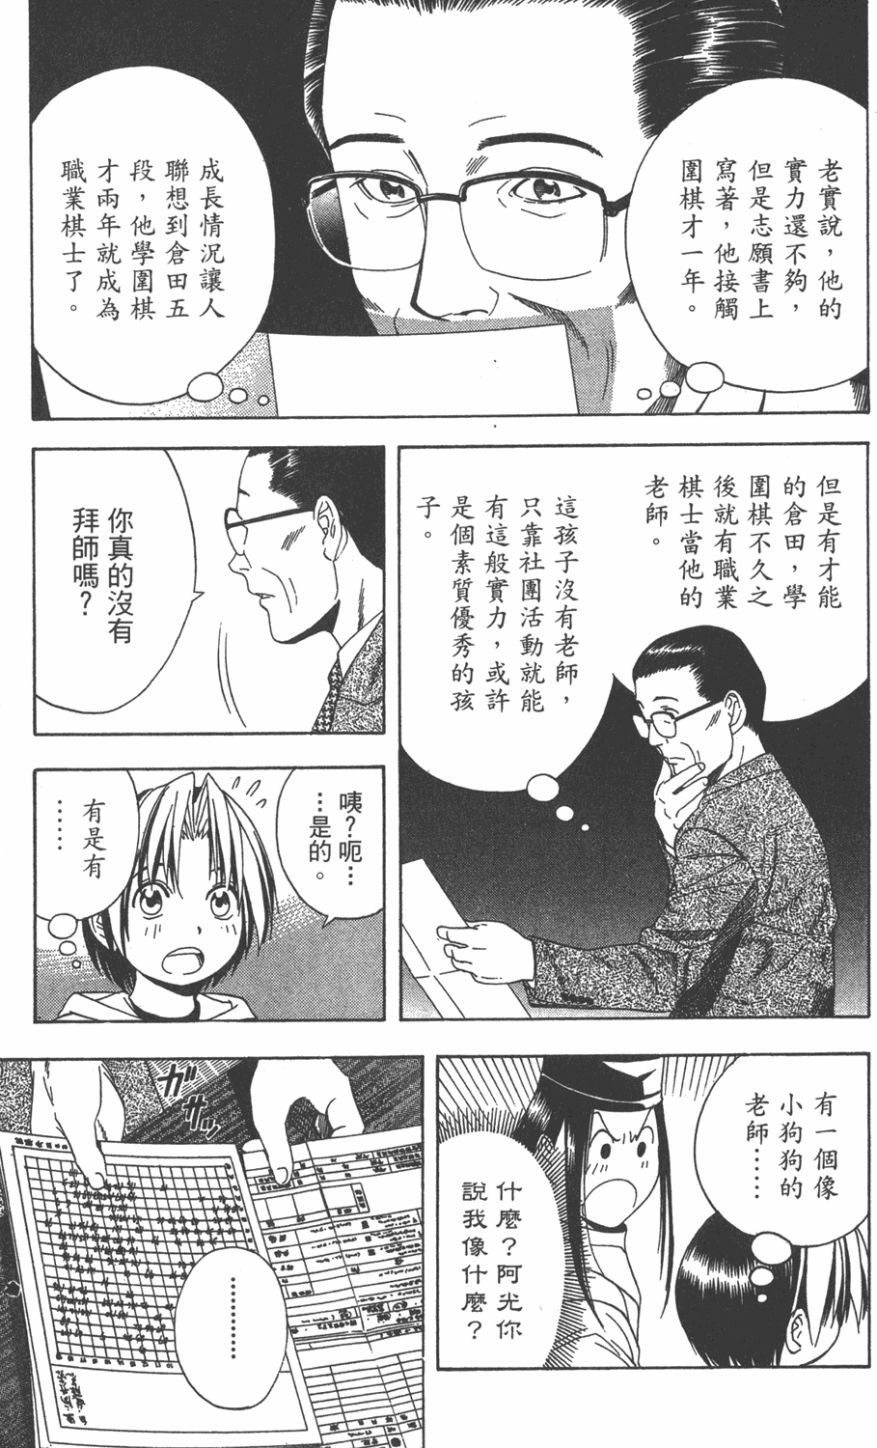 老實說，他的
實力還不夠，
但是志願書上
寫著，他接觸
圍棋才一年。
成長情況讓人
聯想到倉田五
段，他學圍棋
才兩年就成為
職業棋士了。
但是有才能
的倉田，學
圍棋不久之
後就有職業
棋士當他的
老師。
這孩子沒有老師，
只靠社團活動就能
有這般實力，或許
是個素質優秀的孩
子。
你真的沒有
拜師嗎？
咦？呃…
…是的。
有是有
……
有一個像
小狗狗的
老師……
什麼？阿光你
說我像什麼？
ガサッ
………